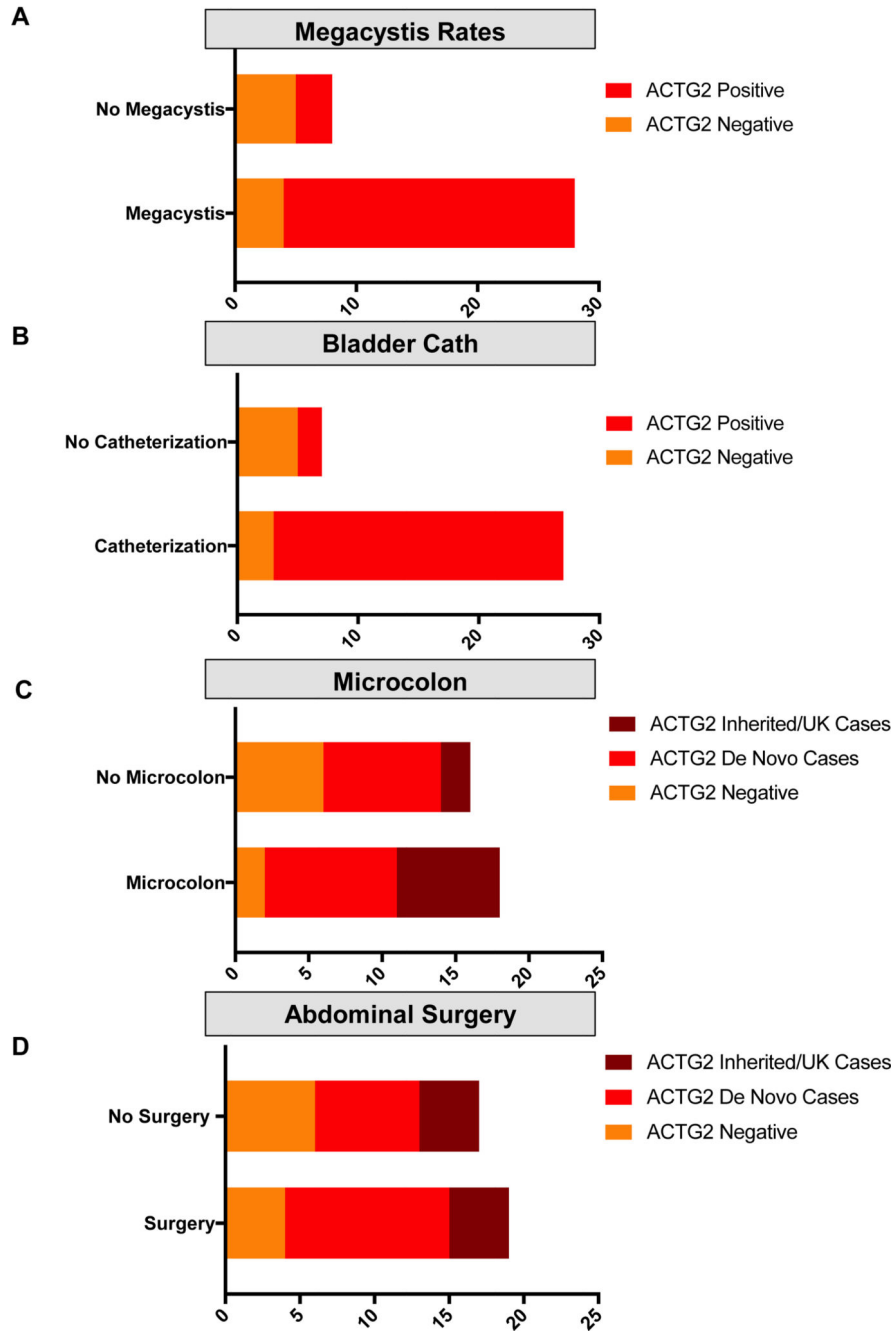 A
Megacystis Rates
No Megacystis
Megacystis
ACTG2 Positive
ACTG2 Negative
0 10 20 30
B
Bladder Cath
No Catheterization
Catheterization
ACTG2 Positive
ACTG2 Negative
0 10 20 30
C
Microcolon
No Microcolon
Microcolon
ACTG2 Inherited/UK Cases
ACTG2 De Novo Cases
ACTG2 Negative
0 5 10 15 20 25
D
Abdominal Surgery
No Surgery
Surgery
ACTG2 Inherited/UK Cases
ACTG2 De Novo Cases
ACTG2 Negative
0 5 10 15 20 25